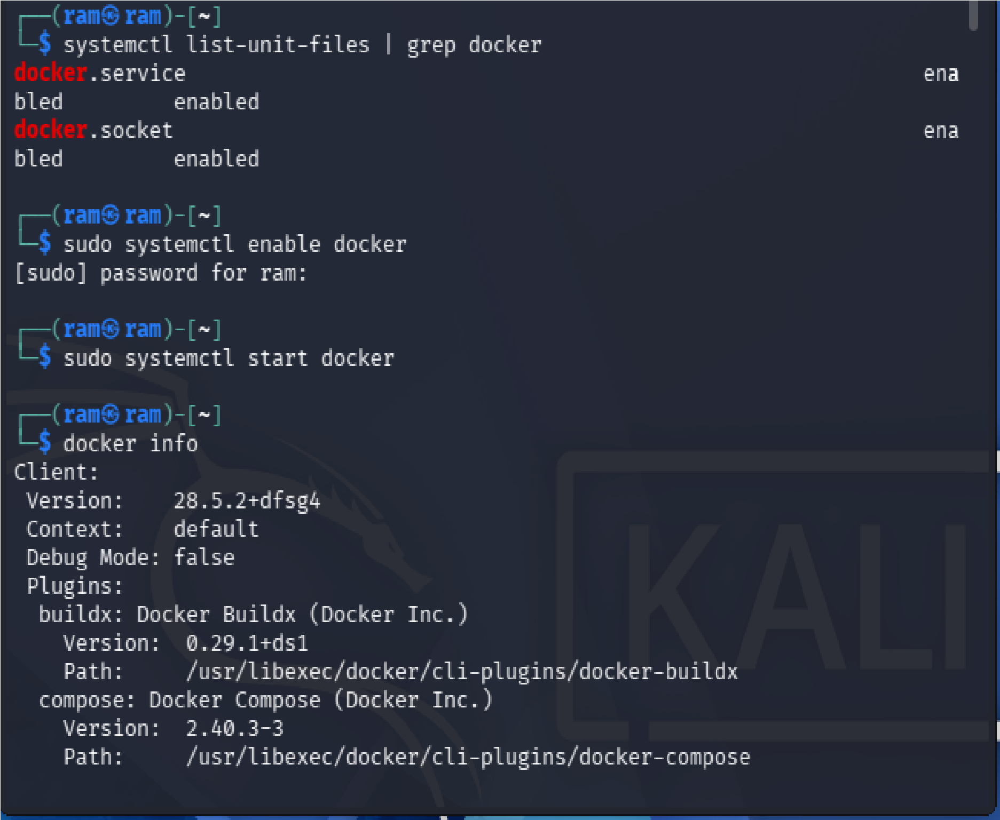 ┌──(ram㉿ram)-[~]
└─$ systemctl list-unit-files | grep docker
docker.service                                                            ena
bled         enabled
docker.socket                                                             ena
bled         enabled

┌──(ram㉿ram)-[~]
└─$ sudo systemctl enable docker
[sudo] password for ram:

┌──(ram㉿ram)-[~]
└─$ sudo systemctl start docker

┌──(ram㉿ram)-[~]
└─$ docker info
Client:
 Version:    28.5.2+dfsg4
 Context:    default
 Debug Mode: false
 Plugins:
  buildx: Docker Buildx (Docker Inc.)
    Version:  0.29.1+ds1
    Path:     /usr/libexec/docker/cli-plugins/docker-buildx
  compose: Docker Compose (Docker Inc.)
    Version:  2.40.3-3
    Path:     /usr/libexec/docker/cli-plugins/docker-compose
KALI